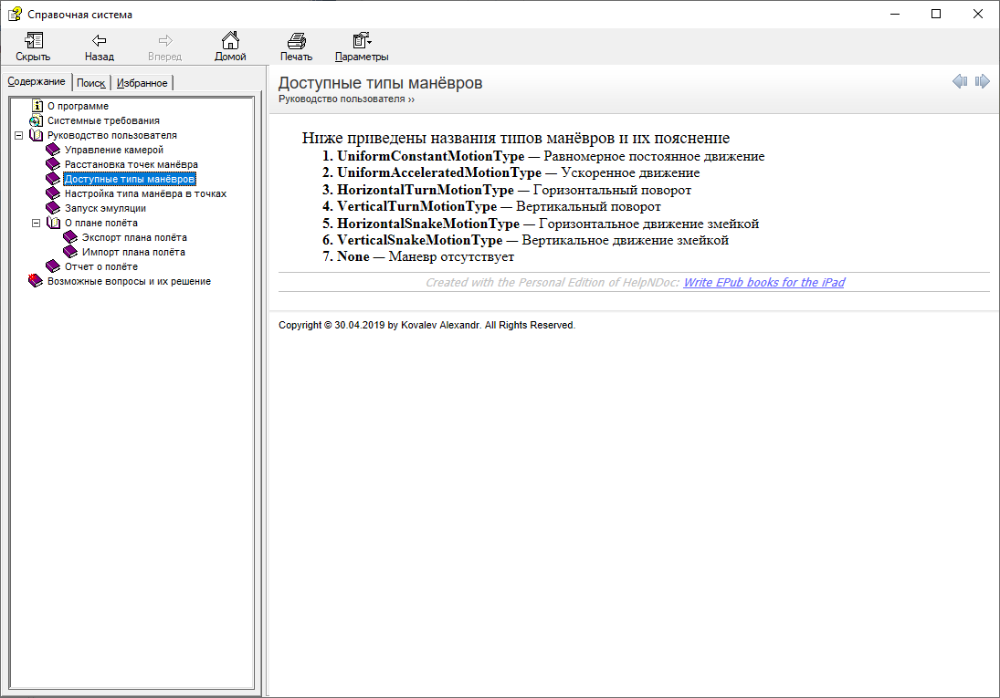 Справочная система
Скрыть
Назад
Вперед
Домой
Печать
Параметры
Содержание
Поиск
Избранное
О программе
Системные требования
Руководство пользователя
Управление камерой
Расстановка точек манёвра
Доступные типы манёвров
Настройка типа манёвра в точках
Запуск эмуляции
О плане полёта
Экспорт плана полёта
Импорт плана полёта
Отчет о полёте
Возможные вопросы и их решение
Доступные типы манёвров
Руководство пользователя ››
Ниже приведены названия типов манёвров и их пояснение
1. UniformConstantMotionType — Равномерное постоянное движение
2. UniformAcceleratedMotionType — Ускоренное движение
3. HorizontalTurnMotionType — Горизонтальный поворот
4. VerticalTurnMotionType — Вертикальный поворот
5. HorizontalSnakeMotionType — Горизонтальное движение змейкой
6. VerticalSnakeMotionType — Вертикальное движение змейкой
7. None — Маневр отсутствует
Created with the Personal Edition of HelpNDoc: Write EPub books for the iPad
Copyright © 30.04.2019 by Kovalev Alexandr. All Rights Reserved.